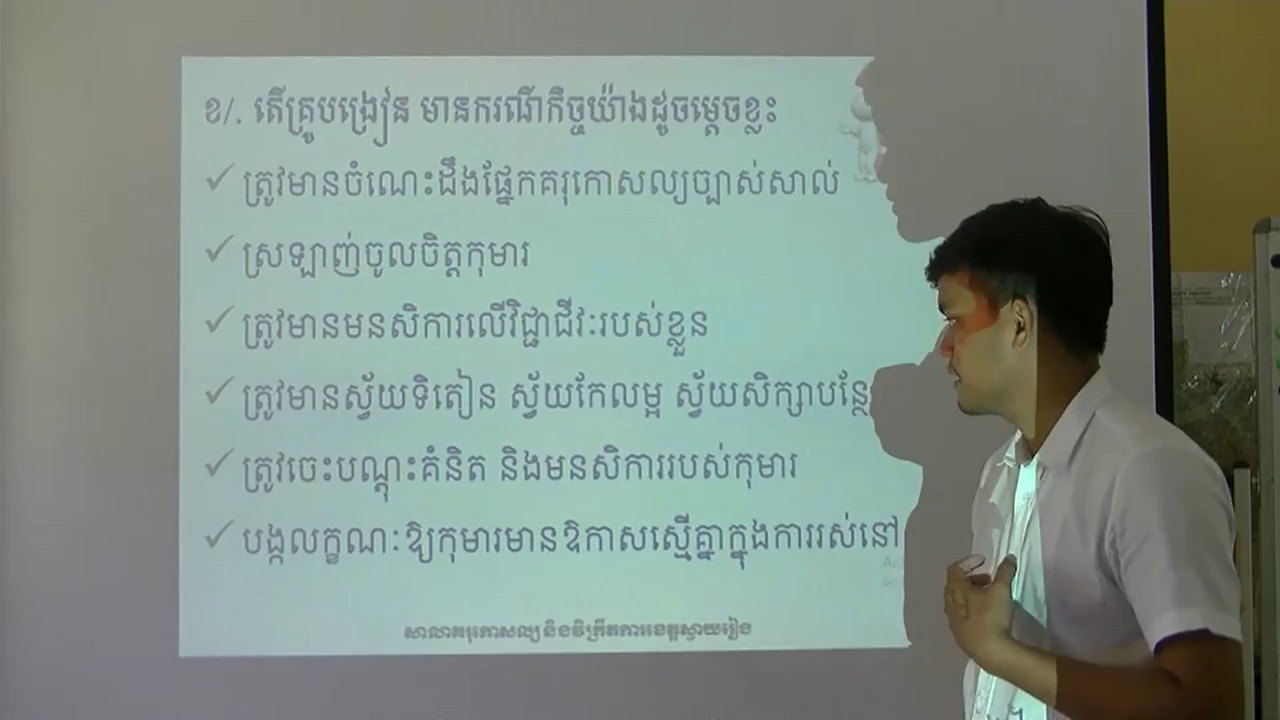 ខ/. តើគ្រូបង្រៀន មានករណីកិច្ចយ៉ាងដូចម្ដេចខ្លះ
✓ ត្រូវមានចំណេះដឹងផ្នែកគរុកោសល្យច្បាស់សាល់
✓ ស្រឡាញ់ចូលចិត្តកុមារ
✓ ត្រូវមានមនសិការលើវិជ្ជាជីវៈរបស់ខ្លួន
✓ ត្រូវមានស្វ័យទិតៀន ស្វ័យកែលម្អ ស្វ័យសិក្សាបន្ថែ
✓ ត្រូវចេះបណ្ដុះគំនិត និងមនសិការរបស់កុមារ
✓ បង្កលក្ខណៈឱ្យកុមារមានឱកាសស្មើគ្នាក្នុងការរស់នៅ
សាលាគរុកោសល្យ និងវិក្រឹតការខេត្តស្វាយរៀង